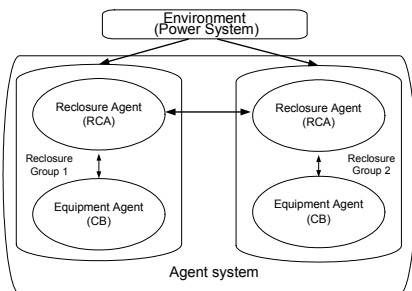 Environment
(Power System)
Reclosure Agent
(RCA)
Reclosure Agent
(RCA)
Reclosure
Group 1
Reclosure
Group 2
Equipment Agent
(CB)
Equipment Agent
(CB)
Agent system